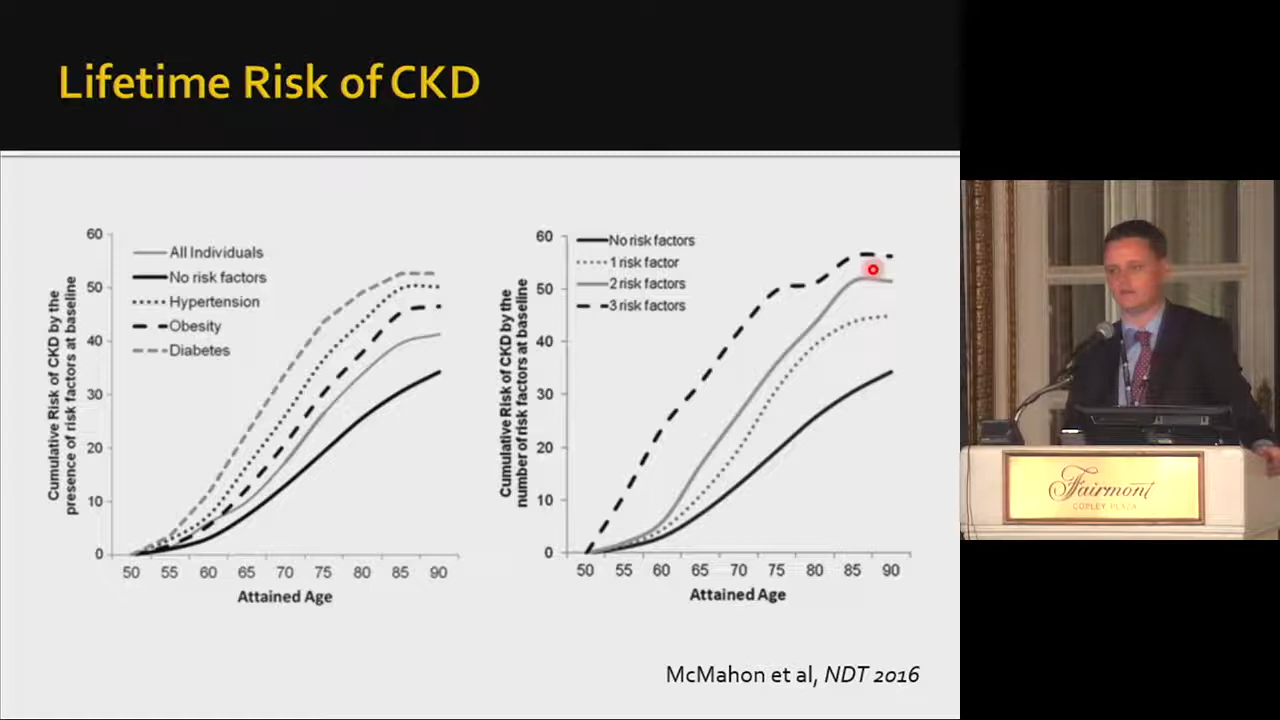 Lifetime Risk of CKD
Cumulative Risk of CKD by the
presence of risk factors at baseline
60
50
40
30
20
10
0
All Individuals
No risk factors
Hypertension
Obesity
Diabetes
50 55 60 65 70 75 80 85 90
Attained Age
Cumulative Risk of CKD by the
number of risk factors at baseline
60
50
40
30
20
10
0
No risk factors
1 risk factor
2 risk factors
3 risk factors
50 55 60 65 70 75 80 85 90
Attained Age
McMahon et al, NDT 2016
Fairmont
COPLEY PLAZA